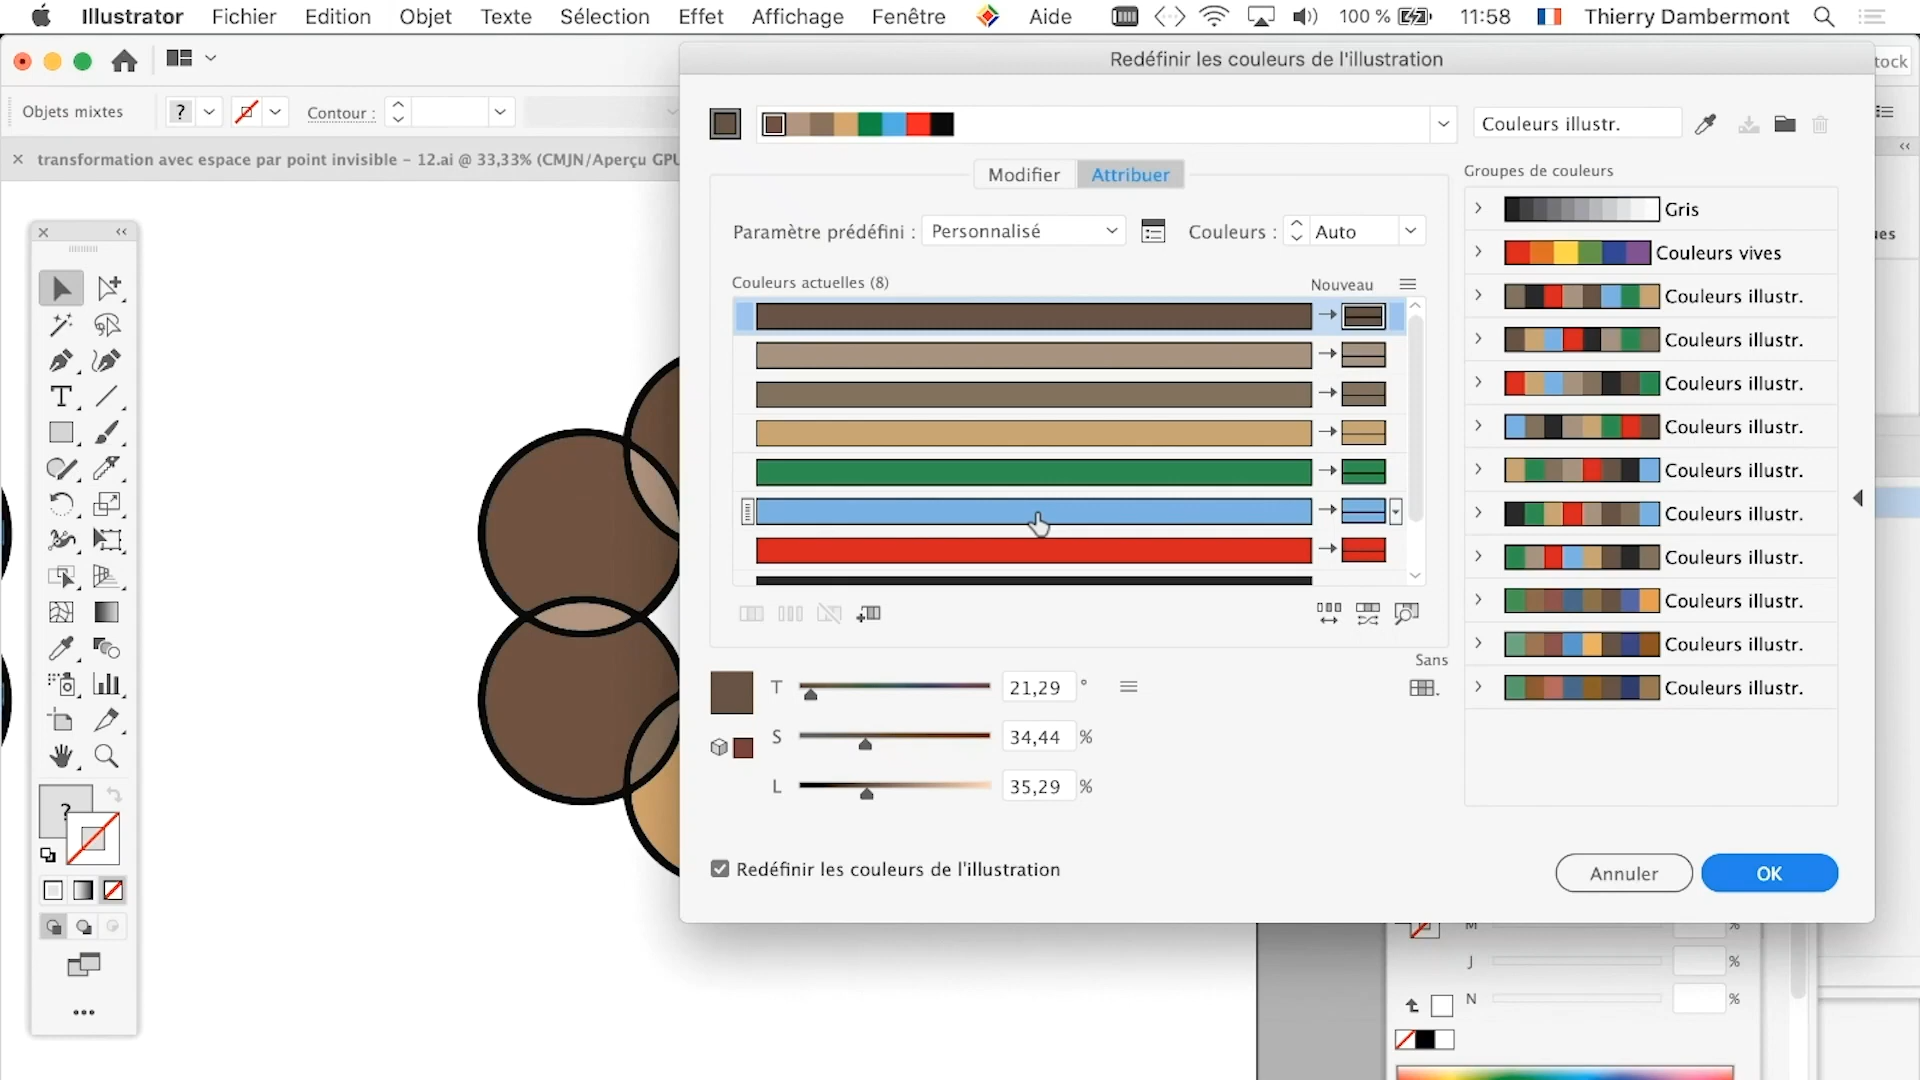 Illustrator Fichier Edition Objet Texte Sélection Effet Affichage Fenêtre Aide 100 % 11:58 Thierry Dambermont
Redéfinir les couleurs de l'illustration
tock
Objets mixtes ? Contour :
Couleurs illustr.
× transformation avec espace par point invisible – 12.ai @ 33,33% (CMJN/Aperçu GPU
Modifier Attribuer
Groupes de couleurs
Gris
Paramètre prédéfini : Personnalisé Couleurs : Auto
ues
Couleurs vives
Couleurs actuelles (8) Nouveau
Couleurs illustr.
Couleurs illustr.
Couleurs illustr.
Couleurs illustr.
Couleurs illustr.
Couleurs illustr.
Couleurs illustr.
Couleurs illustr.
Couleurs illustr.
Couleurs illustr.
Sans
T 21,29 °
S 34,44 %
L 35,29 %
?
Redéfinir les couleurs de l'illustration
Annuler OK
M %
J %
N %